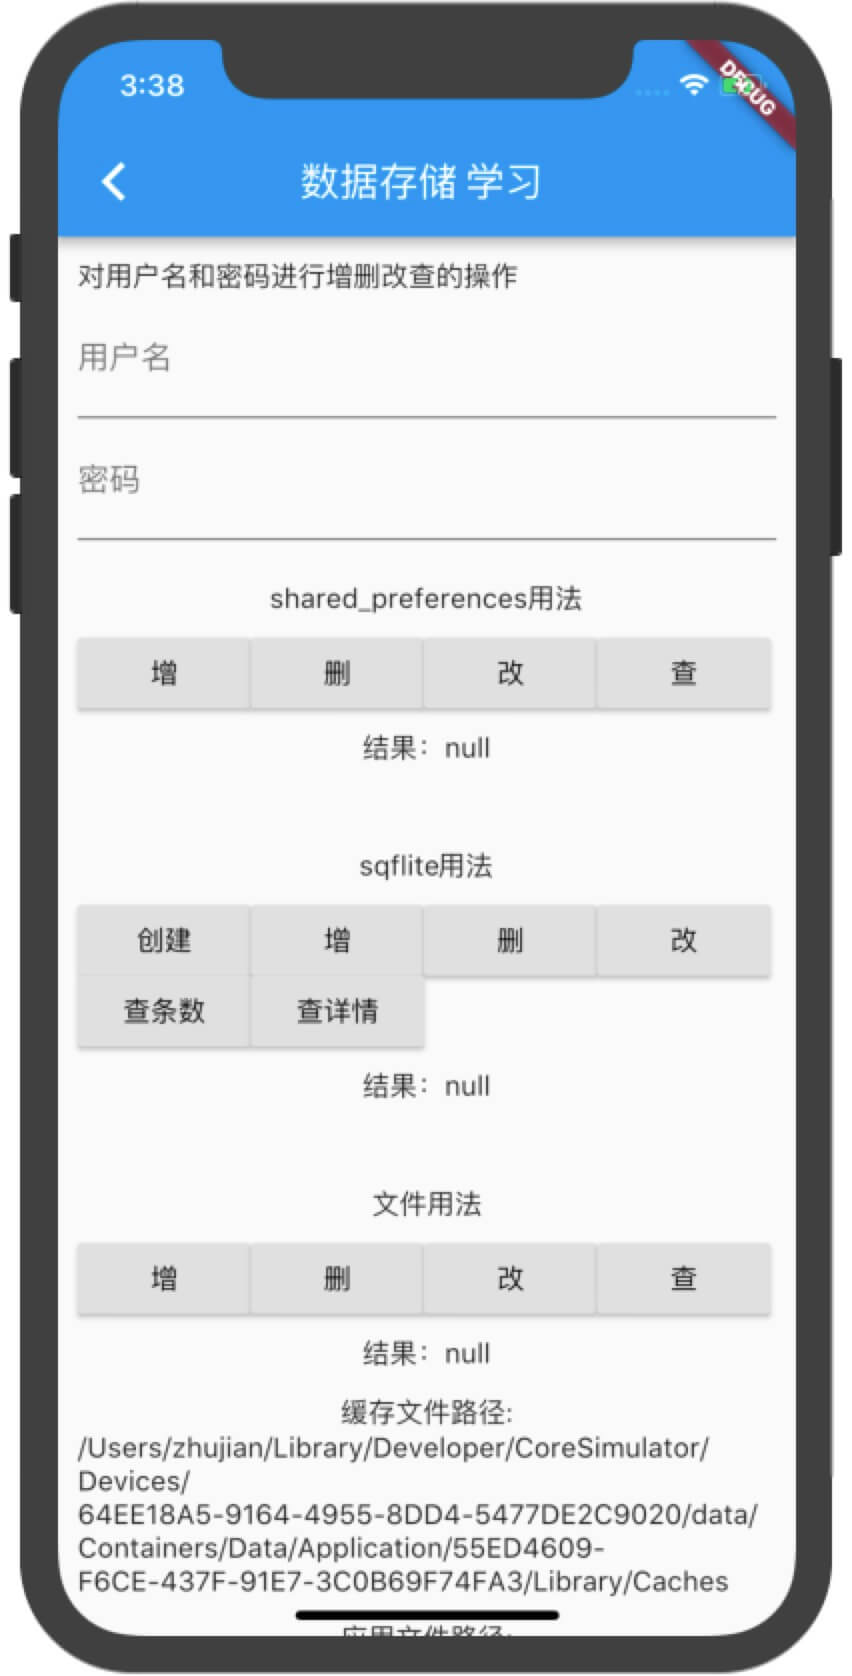 3:38
DEBUG
数据存储 学习
对用户名和密码进行增删改查的操作
用户名
密码
shared_preferences用法
增 删 改 查
结果：null
sqflite用法
创建 增 删 改
查条数 查详情
结果：null
文件用法
增 删 改 查
结果：null
缓存文件路径:
/Users/zhujian/Library/Developer/CoreSimulator/
Devices/
64EE18A5-9164-4955-8DD4-5477DE2C9020/data/
Containers/Data/Application/55ED4609-
F6CE-437F-91E7-3C0B69F74FA3/Library/Caches
应用文件路径: